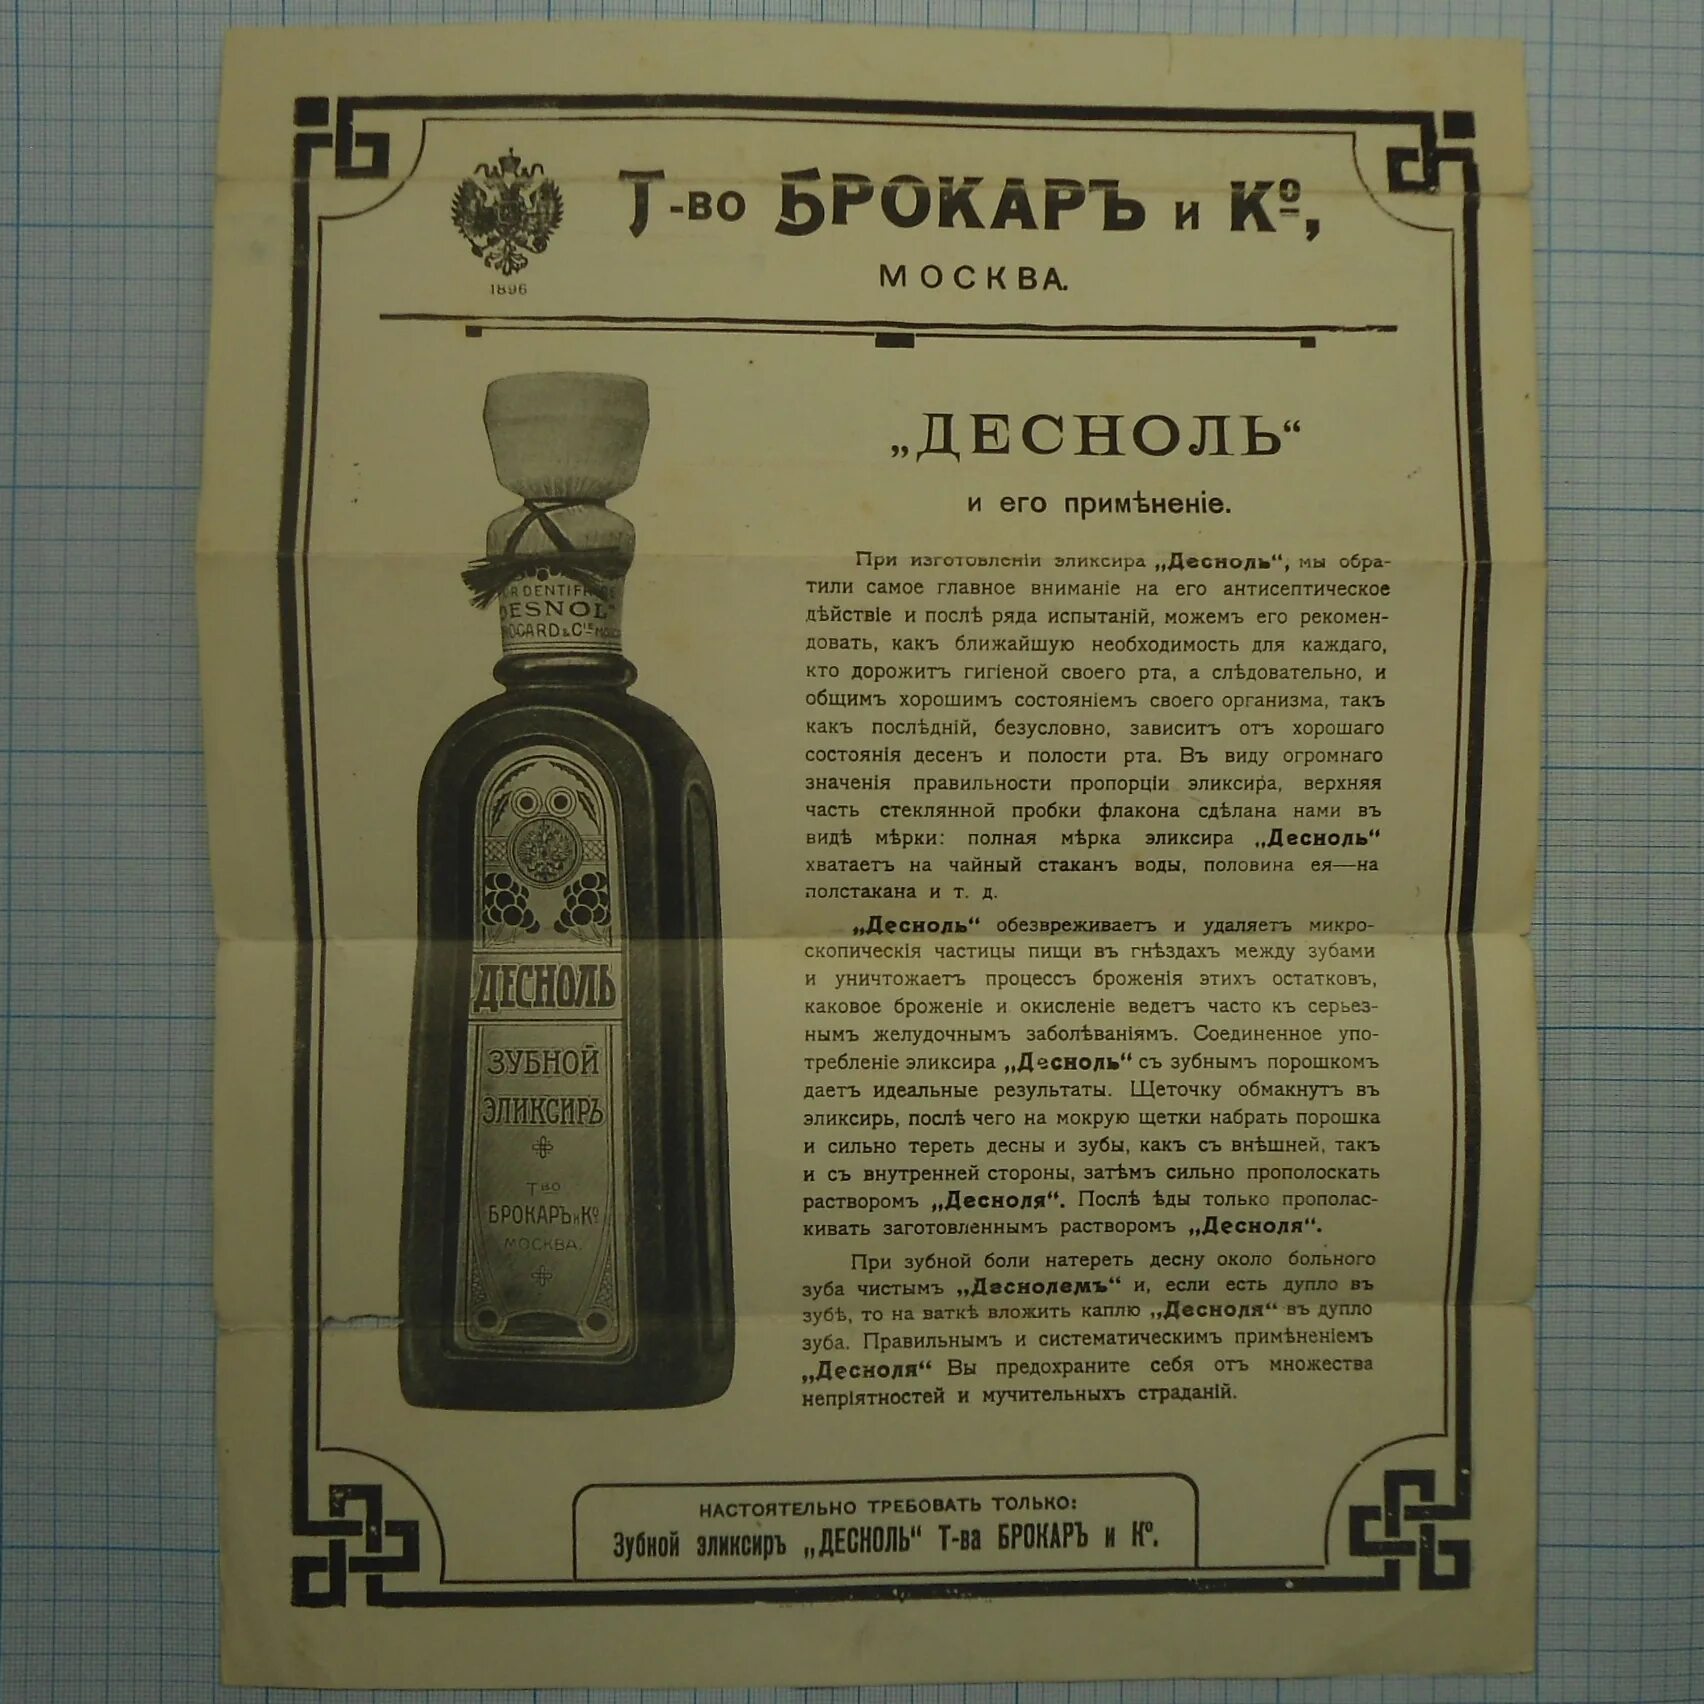 Т-во БРОКАРЪ и Кº,
1896
МОСКВА.
„ДЕСНОЛЬ“
и его примѣненіе.
При изготовленіи эликсира „Десноль“, мы обра-
тили самое главное вниманіе на его антисептическое
дѣйствіе и послѣ ряда испытаній, можемъ его рекомен-
довать, какъ ближайшую необходимость для каждаго,
кто дорожитъ гигіеной своего рта, а слѣдовательно, и
общимъ хорошимъ состояніемъ своего организма, такъ
какъ послѣдній, безусловно, зависитъ отъ хорошаго
состоянія десенъ и полости рта. Въ виду огромнаго
значенія правильности пропорціи эликсира, верхняя
часть стеклянной пробки флакона сдѣлана нами въ
видѣ мѣрки: полная мѣрка эликсира „Десноль“
хватаетъ на чайный стаканъ воды, половина ея—на
полстакана и т. д.
„Десноль“ обезвреживаетъ и удаляетъ микро-
скопическія частицы пищи въ гнѣздахъ между зубами
и уничтожаетъ процессъ броженія этихъ остатковъ,
каковое броженіе и окисленіе ведетъ часто къ серьез-
нымъ желудочнымъ заболѣваніямъ. Соединенное упо-
требленіе эликсира „Десноль“ съ зубнымъ порошкомъ
даетъ идеальные результаты. Щеточку обмакнутъ въ
эликсирь, послѣ чего на мокрую щетки набрать порошка
и сильно тереть десны и зубы, какъ съ внѣшней, такъ
и съ внутренней стороны, затѣмъ сильно прополоскать
растворомъ „Десноля“. Послѣ ѣды только прополас-
кивать заготовленнымъ растворомъ „Десноля“.
При зубной боли натереть десну около больного
зуба чистымъ „Деснолемъ“ и, если есть дупло въ
зубѣ, то на ваткѣ вложить каплю „Десноля“ въ дупло
зуба. Правильнымъ и систематическимъ примѣненіемъ
„Десноля“ Вы предохраните себя отъ множества
непріятностей и мучительныхъ страданій.
DESNOL
&Cie
ДЕСНОЛЬ
ЗУБНОЙ
ЭЛИКСИРЪ
Тво
БРОКАРЪ и Кº
МОСКВА.
НАСТОЯТЕЛЬНО ТРЕБОВАТЬ ТОЛЬКО:
Зубной эликсиръ „ДЕСНОЛЬ“ Т-ва БРОКАРЪ и Кº.